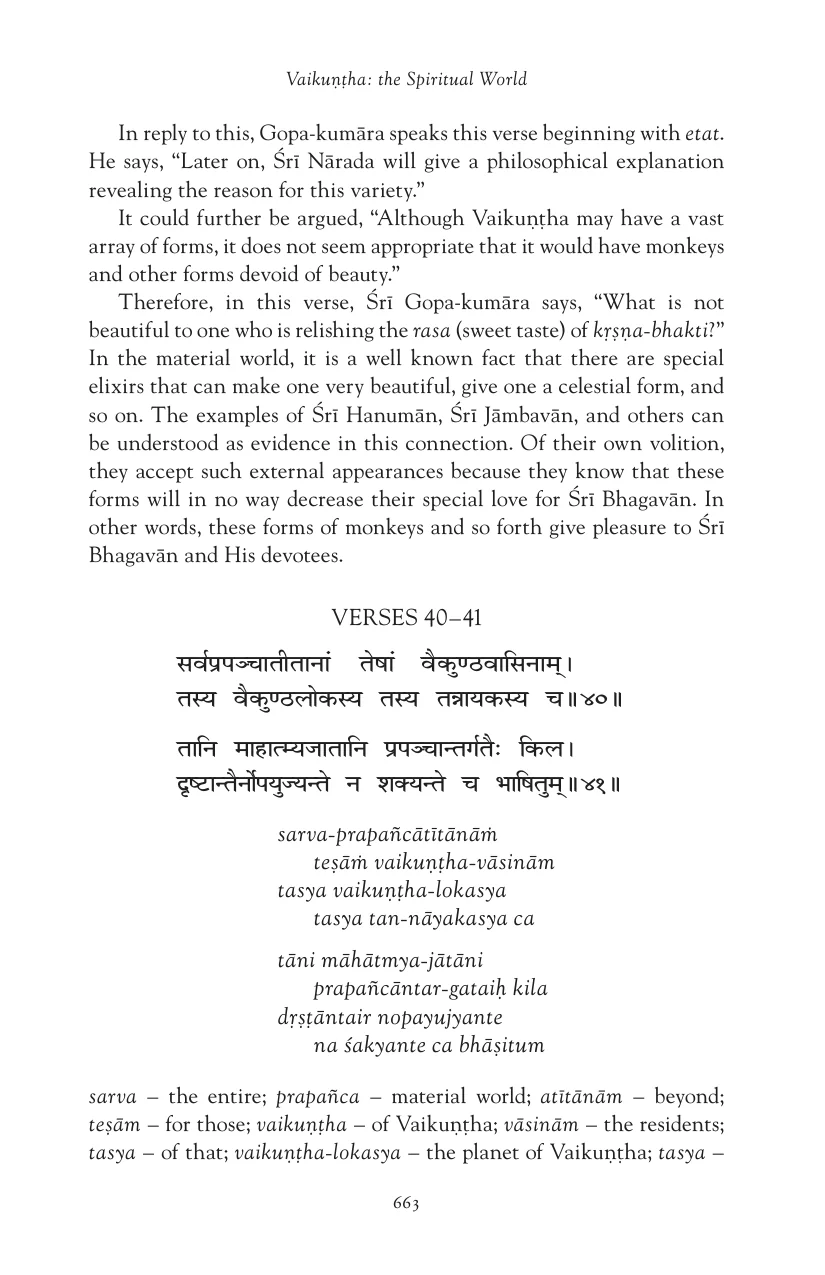 Vaikuṇṭha: the Spiritual World
In reply to this, Gopa-kumāra speaks this verse beginning with etat.
He says, “Later on, Śrī Nārada will give a philosophical explanation
revealing the reason for this variety.”
It could further be argued, “Although Vaikuṇṭha may have a vast
array of forms, it does not seem appropriate that it would have monkeys
and other forms devoid of beauty.”
Therefore, in this verse, Śrī Gopa-kumāra says, “What is not
beautiful to one who is relishing the rasa (sweet taste) of kṛṣṇa-bhakti?”
In the material world, it is a well known fact that there are special
elixirs that can make one very beautiful, give one a celestial form, and
so on. The examples of Śrī Hanumān, Śrī Jāmbavān, and others can
be understood as evidence in this connection. Of their own volition,
they accept such external appearances because they know that these
forms will in no way decrease their special love for Śrī Bhagavān. In
other words, these forms of monkeys and so forth give pleasure to Śrī
Bhagavān and His devotees.
VERSES 40–41
सर्वप्रपञ्चातीतानां तेषां वैकुण्ठवासिनाम्।
तस्य वैकुण्ठलोकस्य तस्य तन्नायकस्य च॥४०॥
तानि माहात्म्यजातानि प्रपञ्चान्तर्गतैः किल।
दृष्टान्तैर्नोपयुज्यन्ते न शक्यन्ते च भाषितुम्॥४१॥
sarva-prapañcātītānāṁ
teṣāṁ vaikuṇṭha-vāsinām
tasya vaikuṇṭha-lokasya
tasya tan-nāyakasya ca
tāni māhātmya-jātāni
prapañcāntar-gataiḥ kila
dṛṣṭāntair nopayujyante
na śakyante ca bhāṣitum
sarva – the entire; prapañca – material world; atītānām – beyond;
teṣām – for those; vaikuṇṭha – of Vaikuṇṭha; vāsinām – the residents;
tasya – of that; vaikuṇṭha-lokasya – the planet of Vaikuṇṭha; tasya –
663